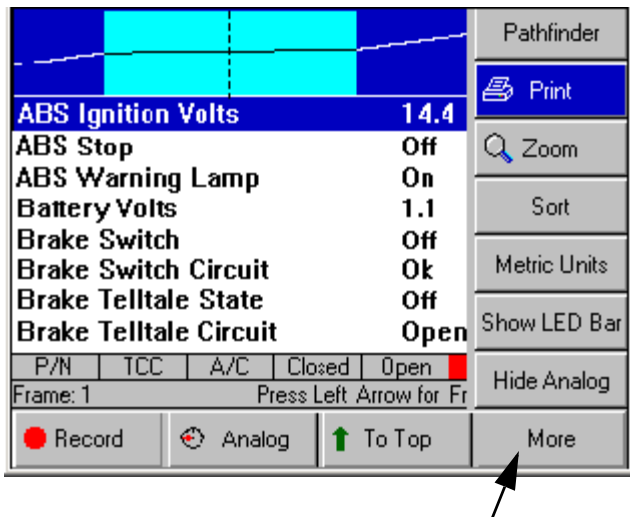 ABS Ignition Volts 14.4
ABS Stop Off
ABS Warning Lamp On
Battery Volts 1.1
Brake Switch Off
Brake Switch Circuit Ok
Brake Telltale State Off
Brake Telltale Circuit Open
P/N TCC A/C Closed Open
Frame: 1 Press Left Arrow for Fr
Record Analog To Top More
Pathfinder
Print
Zoom
Sort
Metric Units
Show LED Bar
Hide Analog